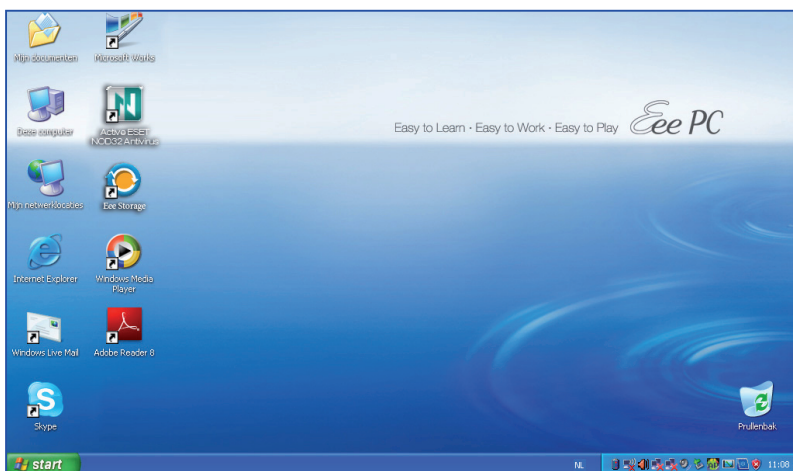 Mijn documenten
Microsoft Works
Deze computer
Activa ESET
NOD32 Antivirus
Mijn netwerklocaties
Eee Storage
Internet Explorer
Windows Media
Player
Windows Live Mail
Adobe Reader 8
Skype
Easy to Learn · Easy to Work · Easy to Play Eee PC
Prullenbak
start
NL
11:08